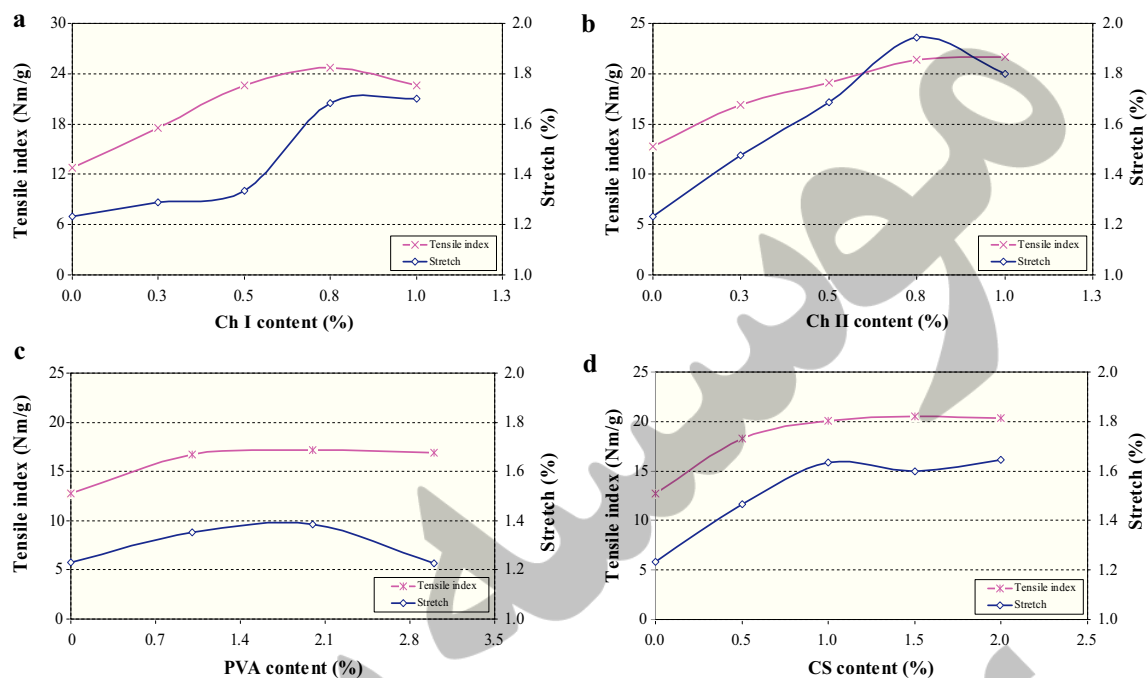 a
Tensile index (Nm/g)
30
24
18
12
6
0
2.0
1.8
1.6
1.4
1.2
1.0
Stretch (%)
Tensile index
Stretch
0.0 0.3 0.5 0.8 1.0 1.3
Ch I content (%)
b
Tensile index (Nm/g)
25
20
15
10
5
0
2.0
1.8
1.6
1.4
1.2
1.0
Stretch (%)
Tensile index
Stretch
0.0 0.3 0.5 0.8 1.0 1.3
Ch II content (%)
c
Tensile index (Nm/g)
25
20
15
10
5
0
2.0
1.8
1.6
1.4
1.2
1.0
Stretch (%)
Tensile index
Stretch
0 0.7 1.4 2.1 2.8 3.5
PVA content (%)
d
Tensile index (Nm/g)
25
20
15
10
5
0
2.0
1.8
1.6
1.4
1.2
1.0
Stretch (%)
Tensile index
Stretch
0.0 0.5 1.0 1.5 2.0 2.5
CS content (%)